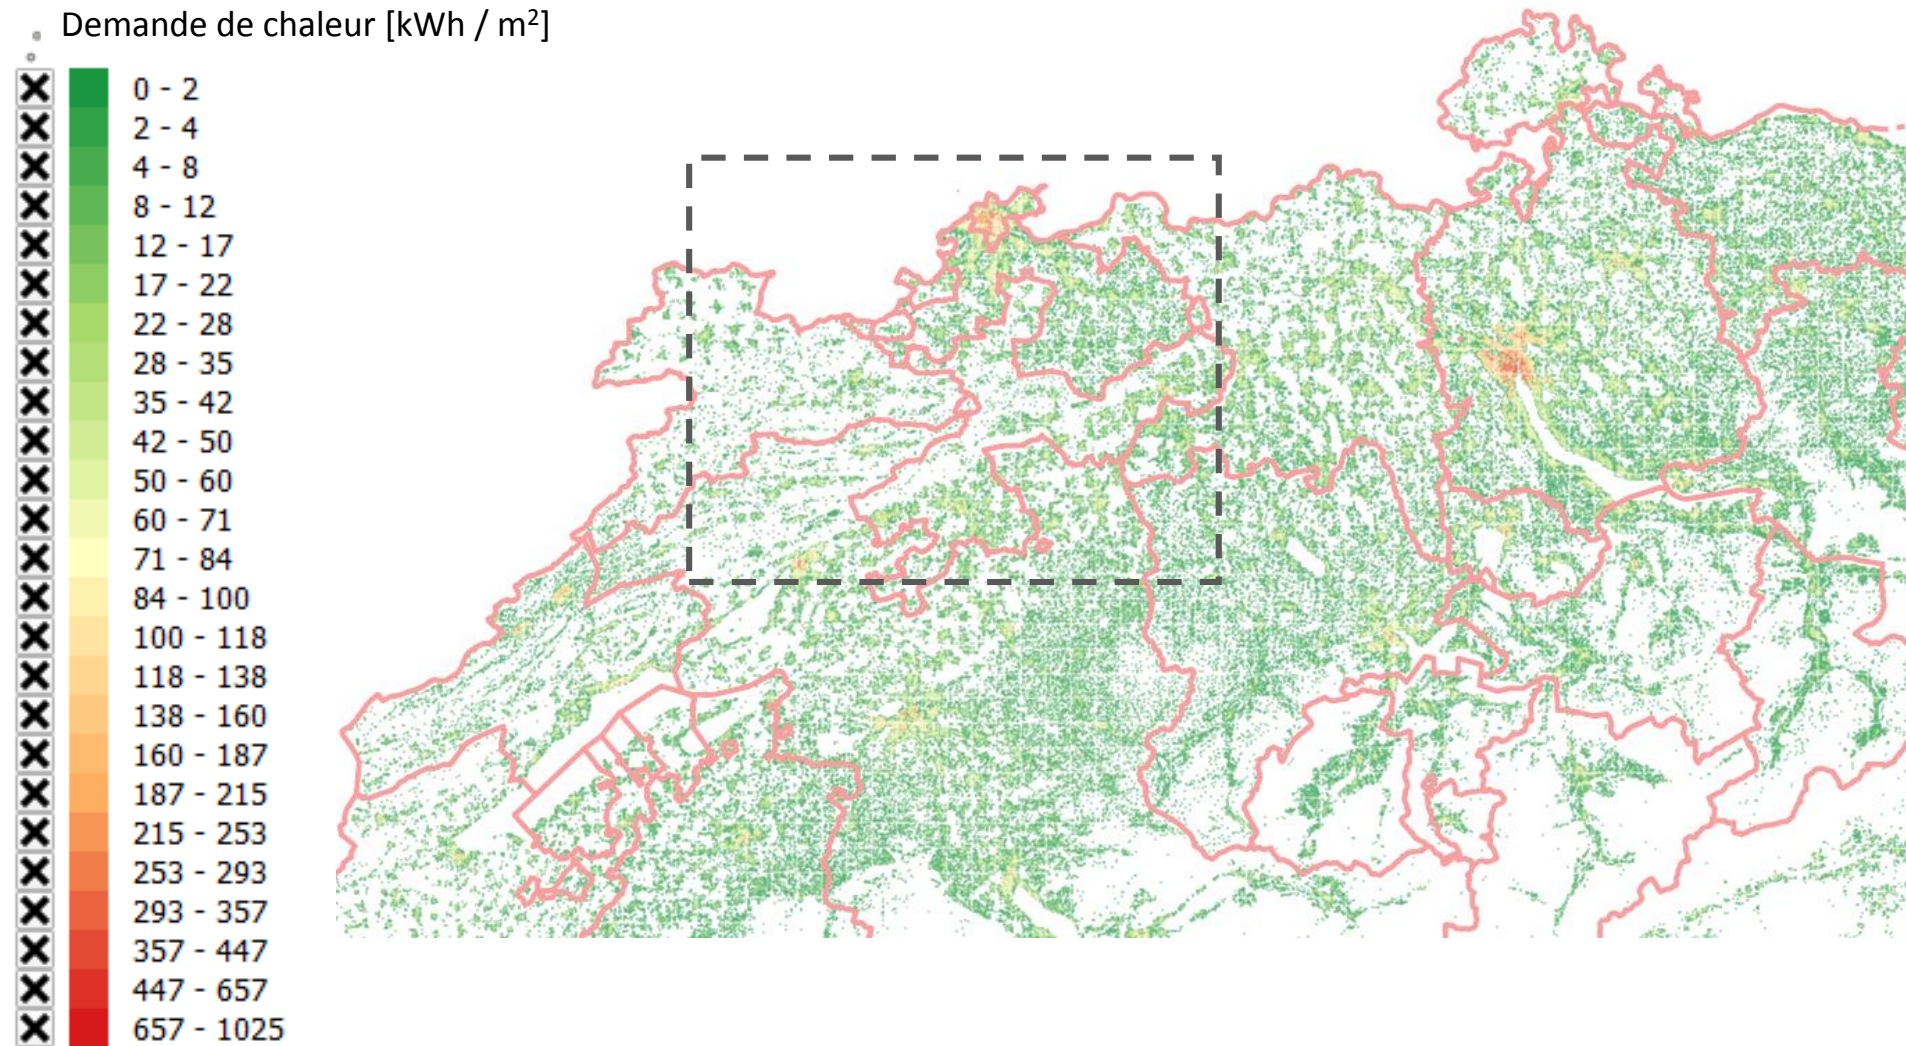 Demande de chaleur [kWh / m²]
0 - 2
2 - 4
4 - 8
8 - 12
12 - 17
17 - 22
22 - 28
28 - 35
35 - 42
42 - 50
50 - 60
60 - 71
71 - 84
84 - 100
100 - 118
118 - 138
138 - 160
160 - 187
187 - 215
215 - 253
253 - 293
293 - 357
357 - 447
447 - 657
657 - 1025